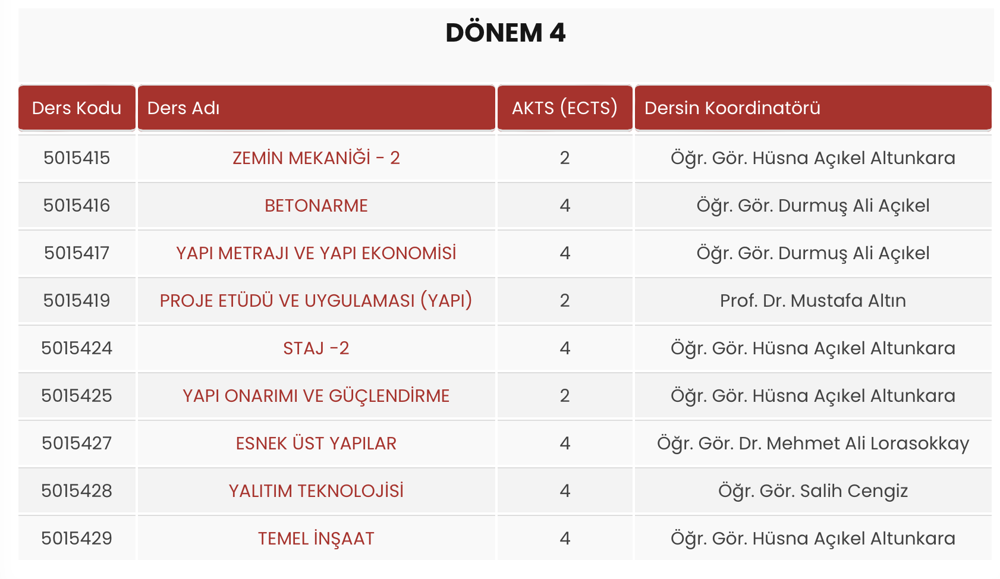 DÖNEM 4
Ders Kodu Ders Adı AKTS (ECTS) Dersin Koordinatörü
5015415 ZEMİN MEKANİĞİ - 2 2 Öğr. Gör. Hüsna Açıkel Altunkara
5015416 BETONARME 4 Öğr. Gör. Durmuş Ali Açıkel
5015417 YAPI METRAJI VE YAPI EKONOMİSİ 4 Öğr. Gör. Durmuş Ali Açıkel
5015419 PROJE ETÜDÜ VE UYGULAMASI (YAPI) 2 Prof. Dr. Mustafa Altın
5015424 STAJ -2 4 Öğr. Gör. Hüsna Açıkel Altunkara
5015425 YAPI ONARIMI VE GÜÇLENDİRME 2 Öğr. Gör. Hüsna Açıkel Altunkara
5015427 ESNEK ÜST YAPILAR 4 Öğr. Gör. Dr. Mehmet Ali Lorasokkay
5015428 YALITIM TEKNOLOJİSİ 4 Öğr. Gör. Salih Cengiz
5015429 TEMEL İNŞAAT 4 Öğr. Gör. Hüsna Açıkel Altunkara